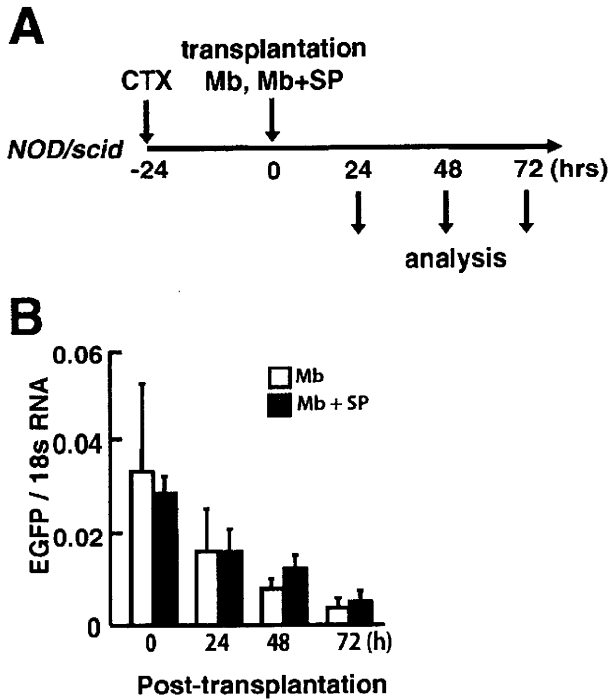 A
transplantation
CTX Mb, Mb+SP
NOD/scid
-24 0 24 48 72 (hrs)
analysis
B
0.06
0.04
0.02
0
EGFP / 18s RNA
Mb
Mb + SP
0 24 48 72 (h)
Post-transplantation